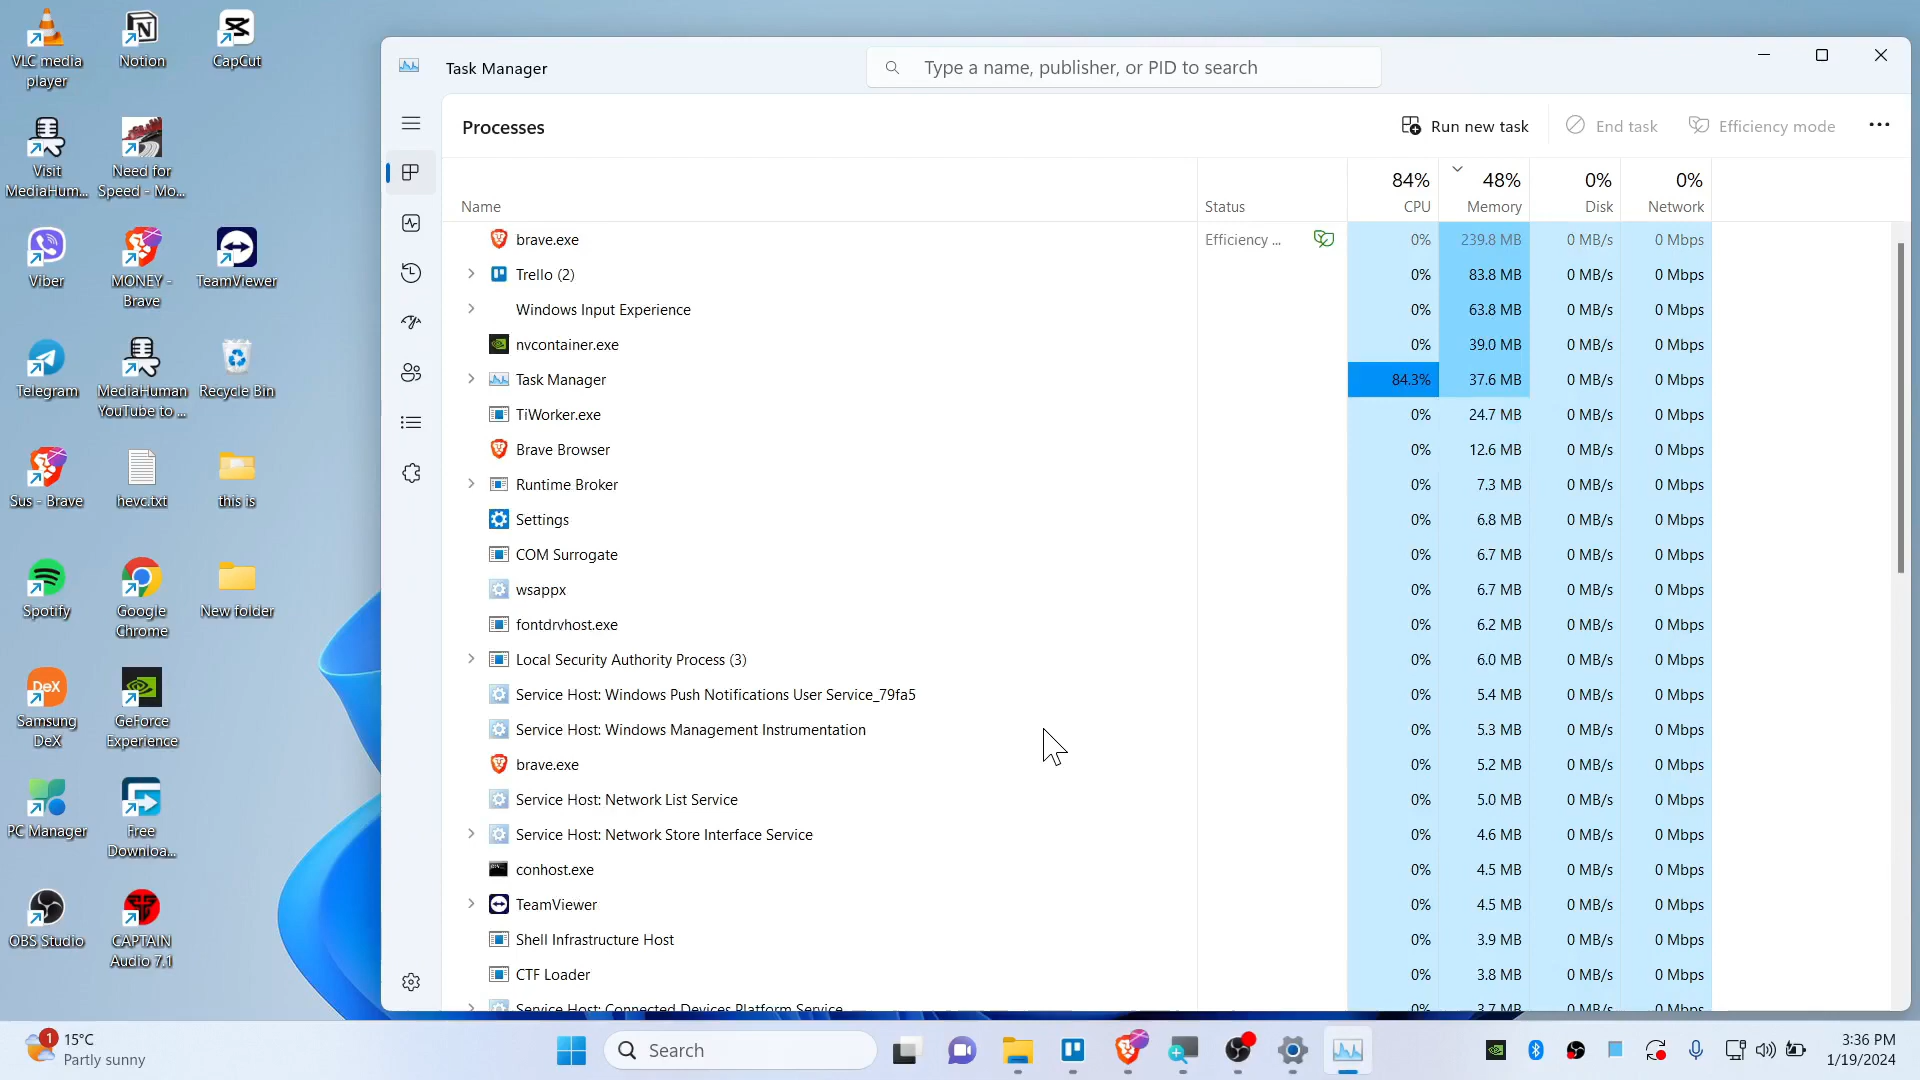 VLC media
player
Notion
CapCut
Visit
MediaHum...
Need for
Speed - Mo...
Viber
MONEY -
Brave
TeamViewer
Telegram
MediaHuman
YouTube to ...
Recycle Bin
Sus - Brave
hevc.txt
this is
Spotify
Google
Chrome
New folder
DeX
Samsung
DeX
GeForce
Experience
PC Manager
Free
Downloa...
OBS Studio
CAPTAIN
Audio 7.1
Task Manager
Type a name, publisher, or PID to search
Processes
Run new task
End task
Efficiency mode
Name
Status
84%
CPU
48%
Memory
0%
Disk
0%
Network
brave.exe Efficiency ... 0% 239.8 MB 0 MB/s 0 Mbps
Trello (2) 0% 83.8 MB 0 MB/s 0 Mbps
Windows Input Experience 0% 63.8 MB 0 MB/s 0 Mbps
nvcontainer.exe 0% 39.0 MB 0 MB/s 0 Mbps
Task Manager 84.3% 37.6 MB 0 MB/s 0 Mbps
TiWorker.exe 0% 24.7 MB 0 MB/s 0 Mbps
Brave Browser 0% 12.6 MB 0 MB/s 0 Mbps
Runtime Broker 0% 7.3 MB 0 MB/s 0 Mbps
Settings 0% 6.8 MB 0 MB/s 0 Mbps
COM Surrogate 0% 6.7 MB 0 MB/s 0 Mbps
wsappx 0% 6.7 MB 0 MB/s 0 Mbps
fontdrvhost.exe 0% 6.2 MB 0 MB/s 0 Mbps
Local Security Authority Process (3) 0% 6.0 MB 0 MB/s 0 Mbps
Service Host: Windows Push Notifications User Service_79fa5 0% 5.4 MB 0 MB/s 0 Mbps
Service Host: Windows Management Instrumentation 0% 5.3 MB 0 MB/s 0 Mbps
brave.exe 0% 5.2 MB 0 MB/s 0 Mbps
Service Host: Network List Service 0% 5.0 MB 0 MB/s 0 Mbps
Service Host: Network Store Interface Service 0% 4.6 MB 0 MB/s 0 Mbps
conhost.exe 0% 4.5 MB 0 MB/s 0 Mbps
TeamViewer 0% 4.5 MB 0 MB/s 0 Mbps
Shell Infrastructure Host 0% 3.9 MB 0 MB/s 0 Mbps
CTF Loader 0% 3.8 MB 0 MB/s 0 Mbps
Service Host: Connected Devices Platform Service 0% 3.7 MB 0 MB/s 0 Mbps
1
15°C
Partly sunny
Search
3:36 PM
1/19/2024